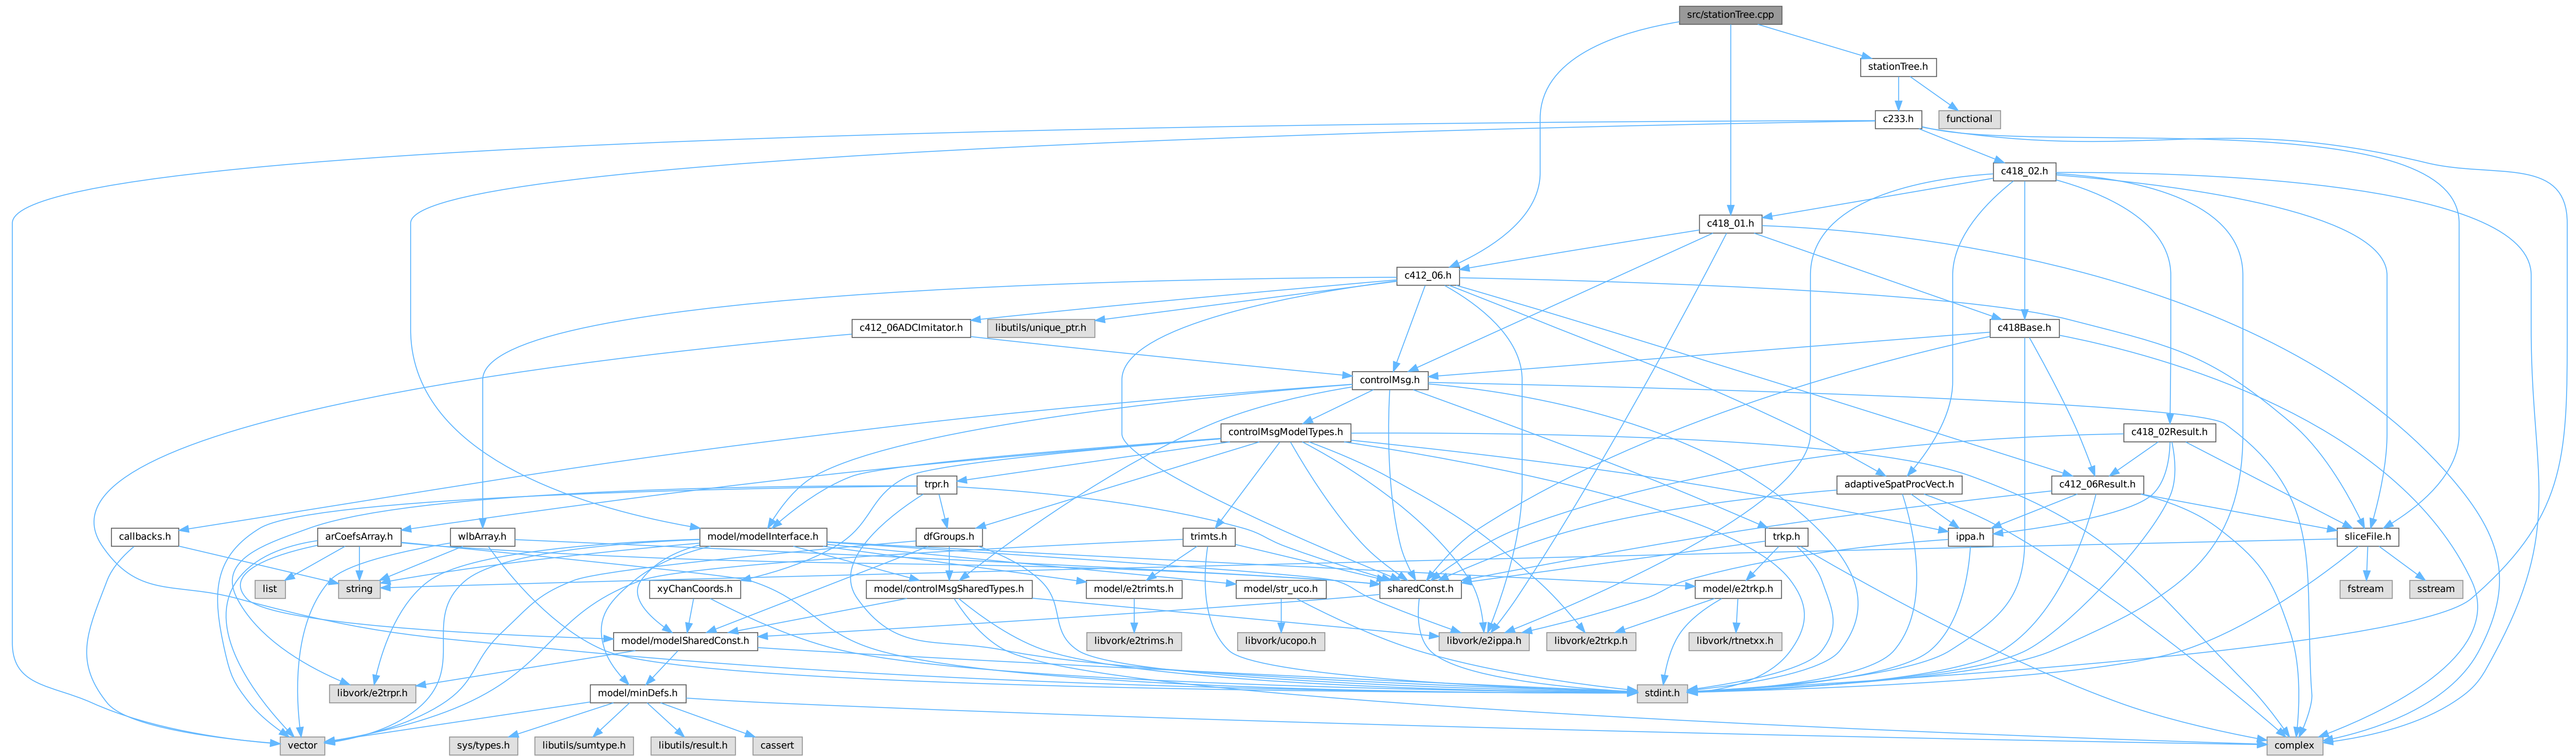 src/stationTree.cpp
stationTree.h
c233.h
functional
c418_02.h
c418_01.h
c412_06.h
c412_06ADCImitator.h
libutils/unique_ptr.h
c418Base.h
controlMsg.h
controlMsgModelTypes.h
c418_02Result.h
trpr.h
adaptiveSpatProcVect.h
c412_06Result.h
callbacks.h
arCoefsArray.h
wlbArray.h
model/modelInterface.h
dfGroups.h
trimts.h
trkp.h
ippa.h
sliceFile.h
list
string
xyChanCoords.h
model/controlMsgSharedTypes.h
model/e2trimts.h
model/str_uco.h
sharedConst.h
model/e2trkp.h
fstream
sstream
model/modelSharedConst.h
libvork/e2trims.h
libvork/ucopo.h
libvork/e2ippa.h
libvork/e2trkp.h
libvork/rtnetxx.h
libvork/e2trpr.h
model/minDefs.h
stdint.h
vector
sys/types.h
libutils/sumtype.h
libutils/result.h
cassert
complex